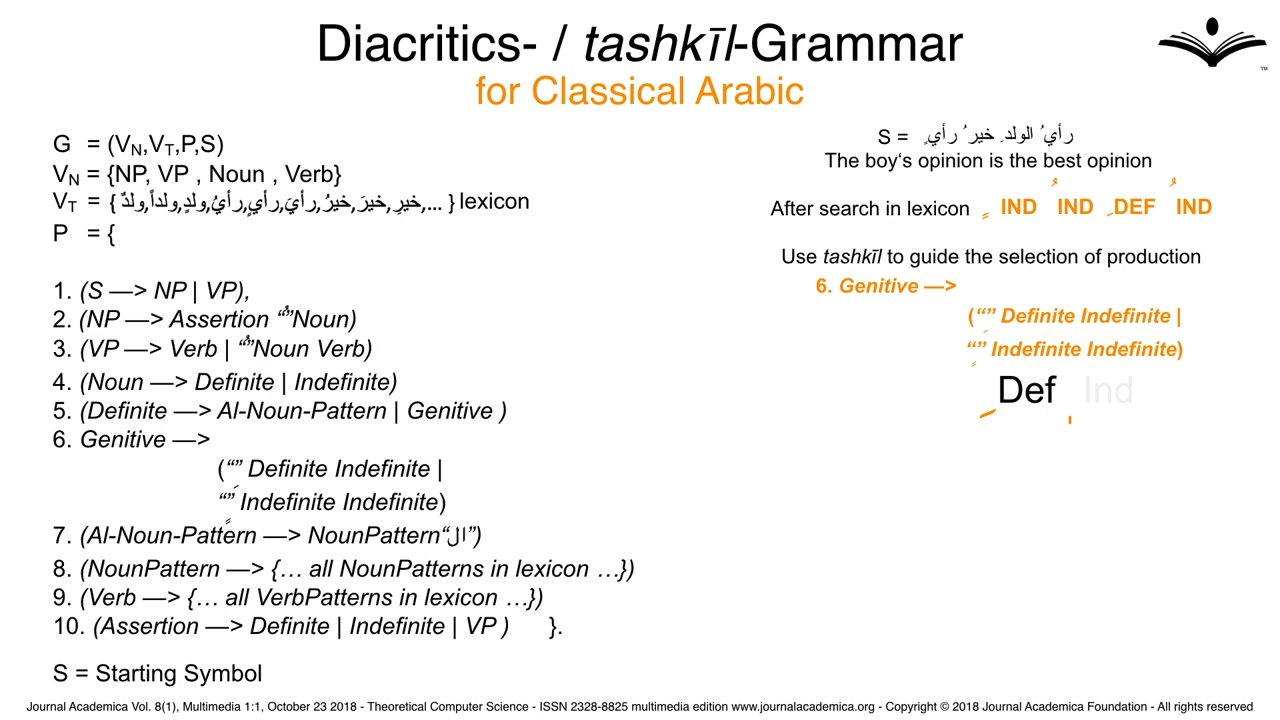 Diacritics- / tashkīl-Grammar
for Classical Arabic
TM
G = (VN,VT,P,S)
VN = {NP, VP , Noun , Verb}
VT = { ولدٌ,ولداً,ولدٍ,رأيُ,رأيٍ,رأيَ,خيرُ,خيرَ,خيرِ,... } lexicon
P = {
1. (S —> NP | VP),
2. (NP —> Assertion “ُ”Noun)
3. (VP —> Verb | “ُ”Noun Verb)
4. (Noun —> Definite | Indefinite)
5. (Definite —> Al-Noun-Pattern | Genitive )
6. Genitive —>
(“ِ” Definite Indefinite |
“ٍ” Indefinite Indefinite)
7. (Al-Noun-Pattern —> NounPattern“ال”)
8. (NounPattern —> {… all NounPatterns in lexicon …})
9. (Verb —> {… all VerbPatterns in lexicon …})
10. (Assertion —> Definite | Indefinite | VP ) }.
S = Starting Symbol
S = رأيُ الولدِ خيرُ رأيٍ
The boy‘s opinion is the best opinion
After search in lexicon ٍ IND ُ IND ِ DEF ُ IND
Use tashkīl to guide the selection of production
6. Genitive —>
(“ِ” Definite Indefinite |
“ٍ” Indefinite Indefinite)
Def Ind
Journal Academica Vol. 8(1), Multimedia 1:1, October 23 2018 - Theoretical Computer Science - ISSN 2328-8825 multimedia edition www.journalacademica.org - Copyright © 2018 Journal Academica Foundation - All rights reserved